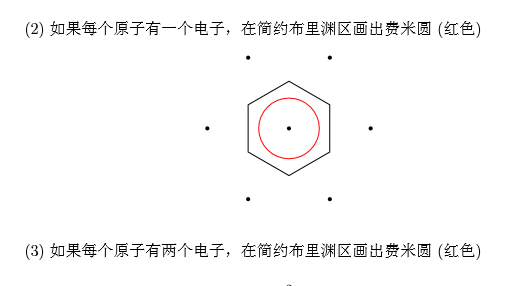 (2) 如果每个原子有一个电子，在简约布里渊区画出费米圆 (红色)
(3) 如果每个原子有两个电子，在简约布里渊区画出费米圆 (红色)